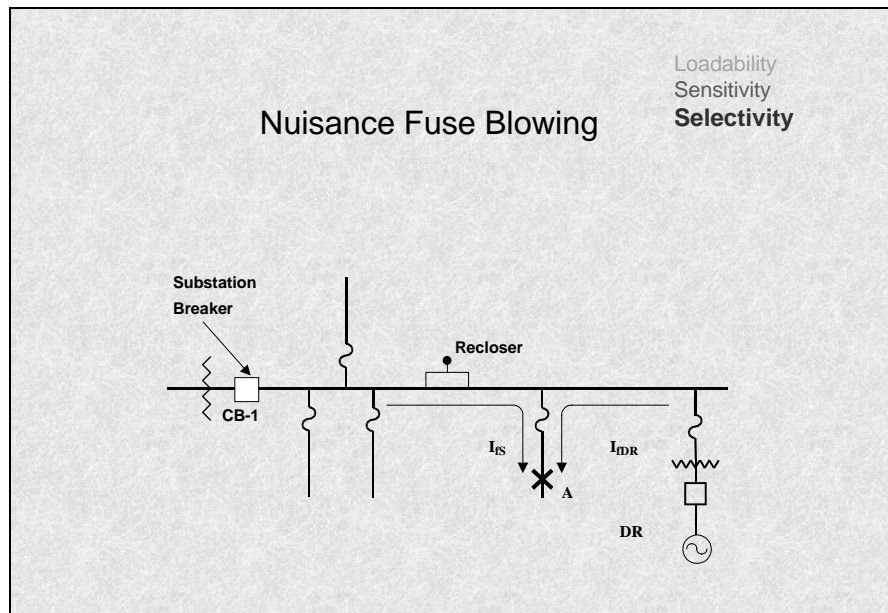 Loadability
Sensitivity
Selectivity
Nuisance Fuse Blowing
Substation
Breaker
Recloser
CB-1
IfS
IfDR
A
DR